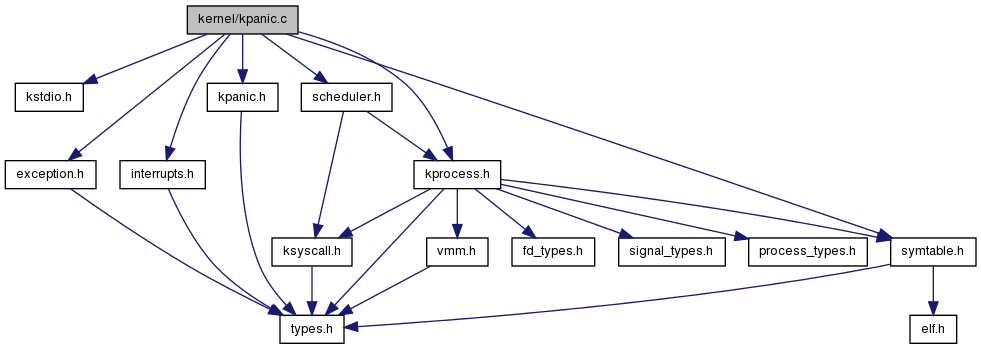 kernel/kpanic.c
kstdio.h
kpanic.h
scheduler.h
exception.h
interrupts.h
kprocess.h
ksyscall.h
vmm.h
fd_types.h
signal_types.h
process_types.h
symtable.h
types.h
elf.h